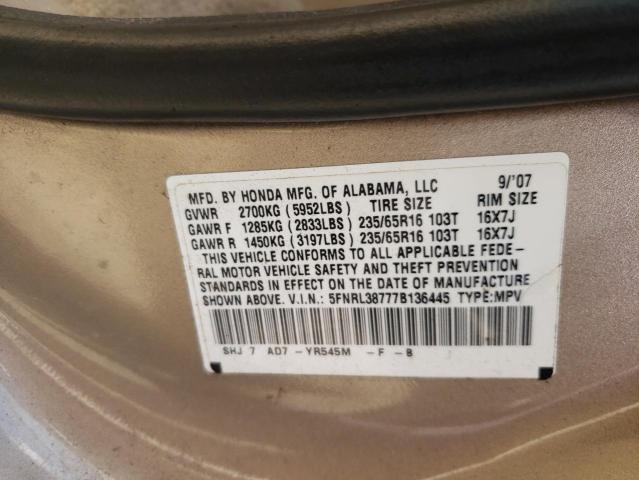 MFD. BY HONDA MFG. OF ALABAMA, LLC 9/'07
GVWR 2700KG (5952LBS) TIRE SIZE RIM SIZE
GAWR F 1285KG (2833LBS) 235/65R16 103T 16X7J
GAWR R 1450KG (3197LBS) 235/65R16 103T 16X7J
THIS VEHICLE CONFORMS TO ALL APPLICABLE FEDE-
RAL MOTOR VEHICLE SAFETY AND THEFT PREVENTION
STANDARDS IN EFFECT ON THE DATE OF MANUFACTURE
SHOWN ABOVE. V.I.N.: 5FNRL38777B136445 TYPE:MPV
SHJ 7 AD7 -YR545M -F -B